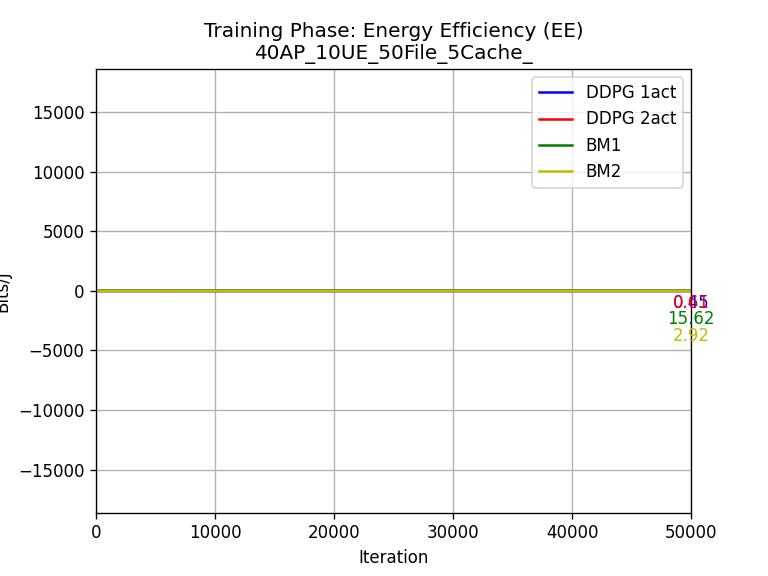 Training Phase: Energy Efficiency (EE)
40AP_10UE_50File_5Cache_
DDPG 1act
DDPG 2act
BM1
BM2
15000
10000
5000
0
−5000
−10000
−15000
Bits/J
15.62
2.92
0
10000
20000
30000
40000
50000
Iteration